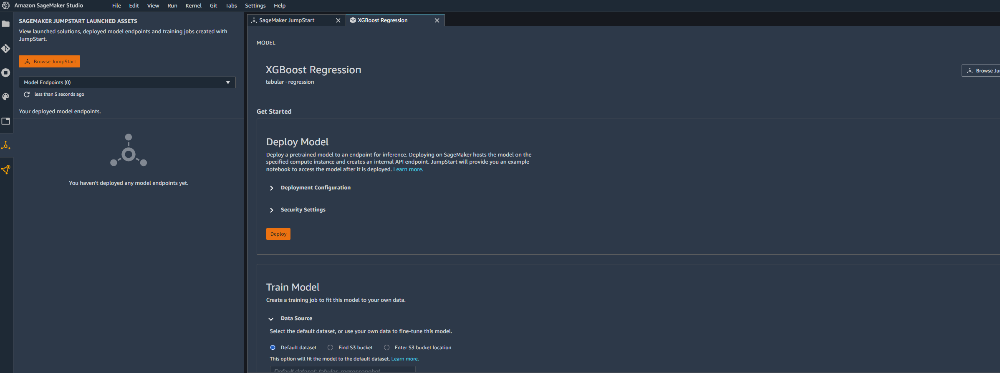 Amazon SageMaker Studio
File Edit View Run Kernel Git Tabs Settings Help
SAGEMAKER JUMPSTART LAUNCHED ASSETS
View launched solutions, deployed model endpoints and training jobs created with
JumpStart.
Browse JumpStart
Model Endpoints (0)
less than 5 seconds ago
Your deployed model endpoints.
You haven't deployed any model endpoints yet.
SageMaker JumpStart
XGBoost Regression
MODEL
XGBoost Regression
tabular · regression
Browse Ju
Get Started
Deploy Model
Deploy a pretrained model to an endpoint for inference. Deploying on SageMaker hosts the model on the
specified compute instance and creates an internal API endpoint. JumpStart will provide you an example
notebook to access the model after it is deployed. Learn more.
Deployment Configuration
Security Settings
Deploy
Train Model
Create a training job to fit this model to your own data.
Data Source
Select the default dataset, or use your own data to fine-tune this model.
Default dataset Find S3 bucket Enter S3 bucket location
This option will fit the model to the default dataset. Learn more.
Default dataset: tabular_regressonehot